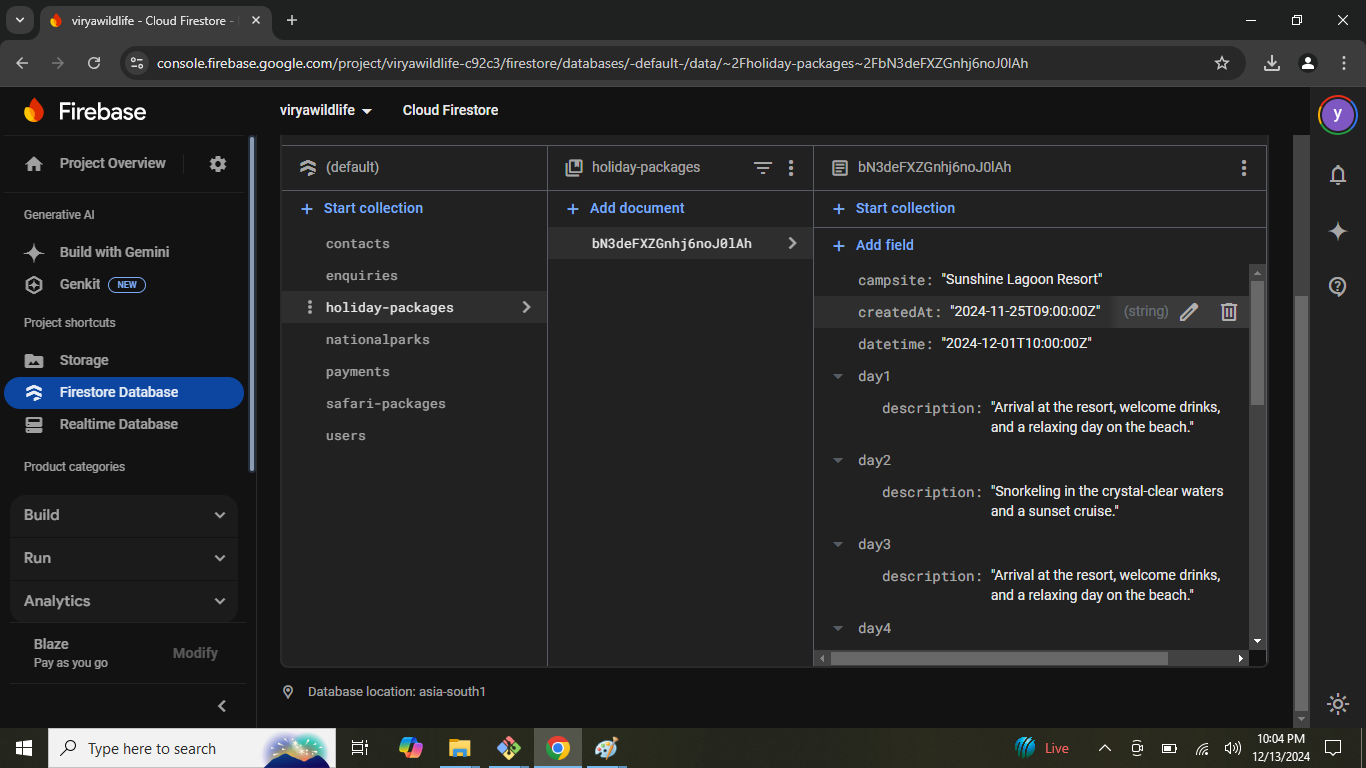 viryawildlife - Cloud Firestore -
console.firebase.google.com/project/viryawildlife-c92c3/firestore/databases/-default-/data/~2Fholiday-packages~2FbN3deFXZGnhj6noJ0lAh
Firebase
viryawildlife
Cloud Firestore
y
Project Overview
Generative AI
Build with Gemini
Genkit
NEW
Project shortcuts
Storage
Firestore Database
Realtime Database
Product categories
Build
Run
Analytics
Blaze
Pay as you go
Modify
(default)
+ Start collection
contacts
enquiries
holiday-packages
nationalparks
payments
safari-packages
users
holiday-packages
+ Add document
bN3deFXZGnhj6noJ0lAh
bN3deFXZGnhj6noJ0lAh
+ Start collection
+ Add field
campsite: "Sunshine Lagoon Resort"
createdAt: "2024-11-25T09:00:00Z" (string)
datetime: "2024-12-01T10:00:00Z"
day1
description: "Arrival at the resort, welcome drinks,
and a relaxing day on the beach."
day2
description: "Snorkeling in the crystal-clear waters
and a sunset cruise."
day3
description: "Arrival at the resort, welcome drinks,
and a relaxing day on the beach."
day4
Database location: asia-south1
Type here to search
Live
10:04 PM
12/13/2024